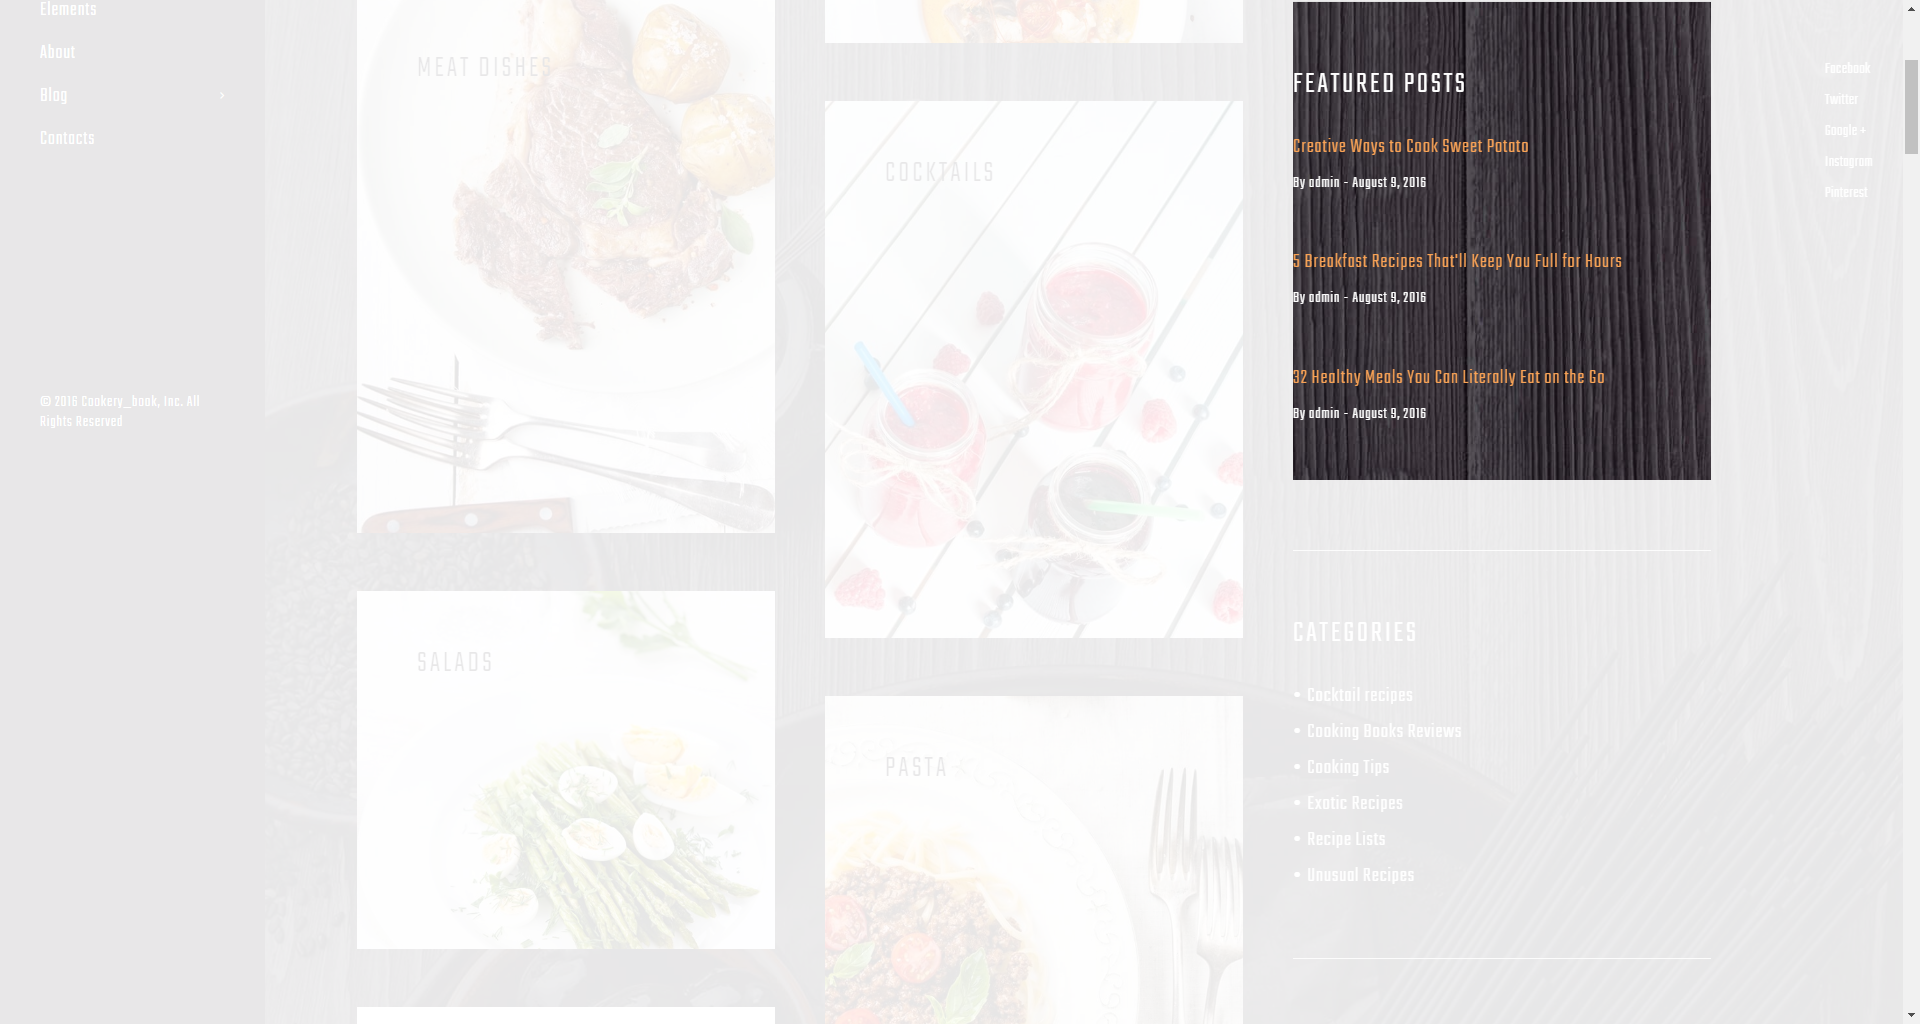 Elements
About
Blog
Contacts
© 2016 Cookery_book, Inc. All
Rights Reserved
MEAT DISHES
SALADS
COCKTAILS
PASTA
FEATURED POSTS
Creative Ways to Cook Sweet Potato
By admin - August 9, 2016
5 Breakfast Recipes That'll Keep You Full for Hours
By admin - August 9, 2016
32 Healthy Meals You Can Literally Eat on the Go
By admin - August 9, 2016
CATEGORIES
• Cocktail recipes
• Cooking Books Reviews
• Cooking Tips
• Exotic Recipes
• Recipe Lists
• Unusual Recipes
Facebook
Twitter
Google +
Instagram
Pinterest